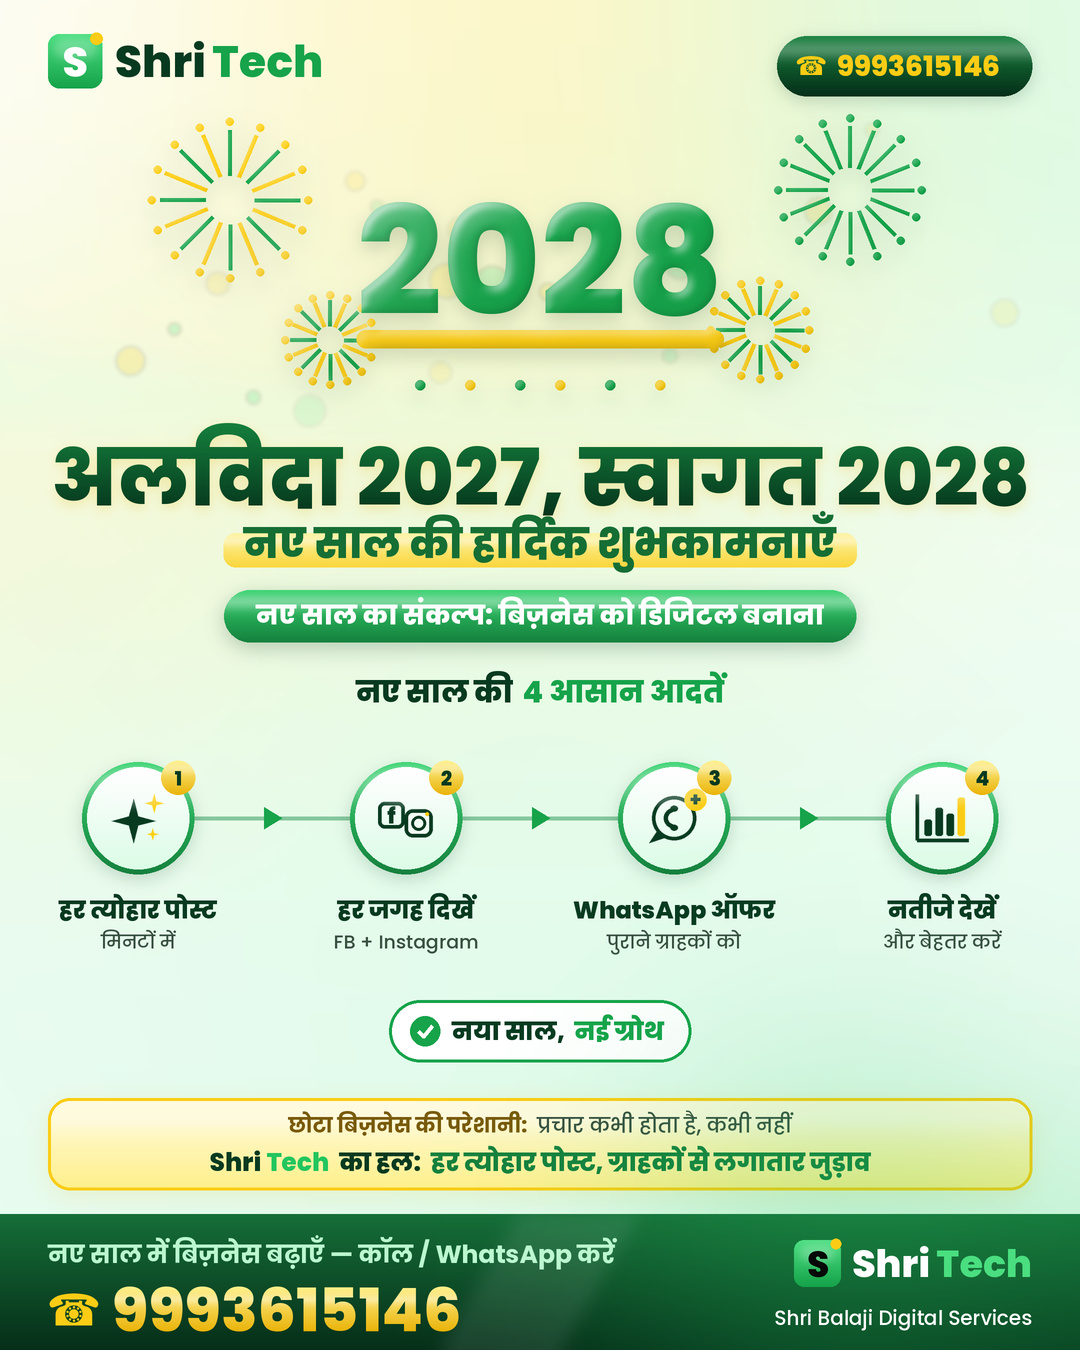 S Shri Tech
☎ 9993615146
2028
अलविदा 2027, स्वागत 2028
नए साल की हार्दिक शुभकामनाएँ
नए साल का संकल्प: बिज़नेस को डिजिटल बनाना
नए साल की 4 आसान आदतें
1
2
3
4
हर त्योहार पोस्ट
मिनटों में
हर जगह दिखें
FB + Instagram
WhatsApp ऑफर
पुराने ग्राहकों को
नतीजे देखें
और बेहतर करें
नया साल, नई ग्रोथ
छोटा बिज़नेस की परेशानी: प्रचार कभी होता है, कभी नहीं
Shri Tech का हल: हर त्योहार पोस्ट, ग्राहकों से लगातार जुड़ाव
नए साल में बिज़नेस बढ़ाएँ — कॉल / WhatsApp करें
☎ 9993615146
S Shri Tech
Shri Balaji Digital Services